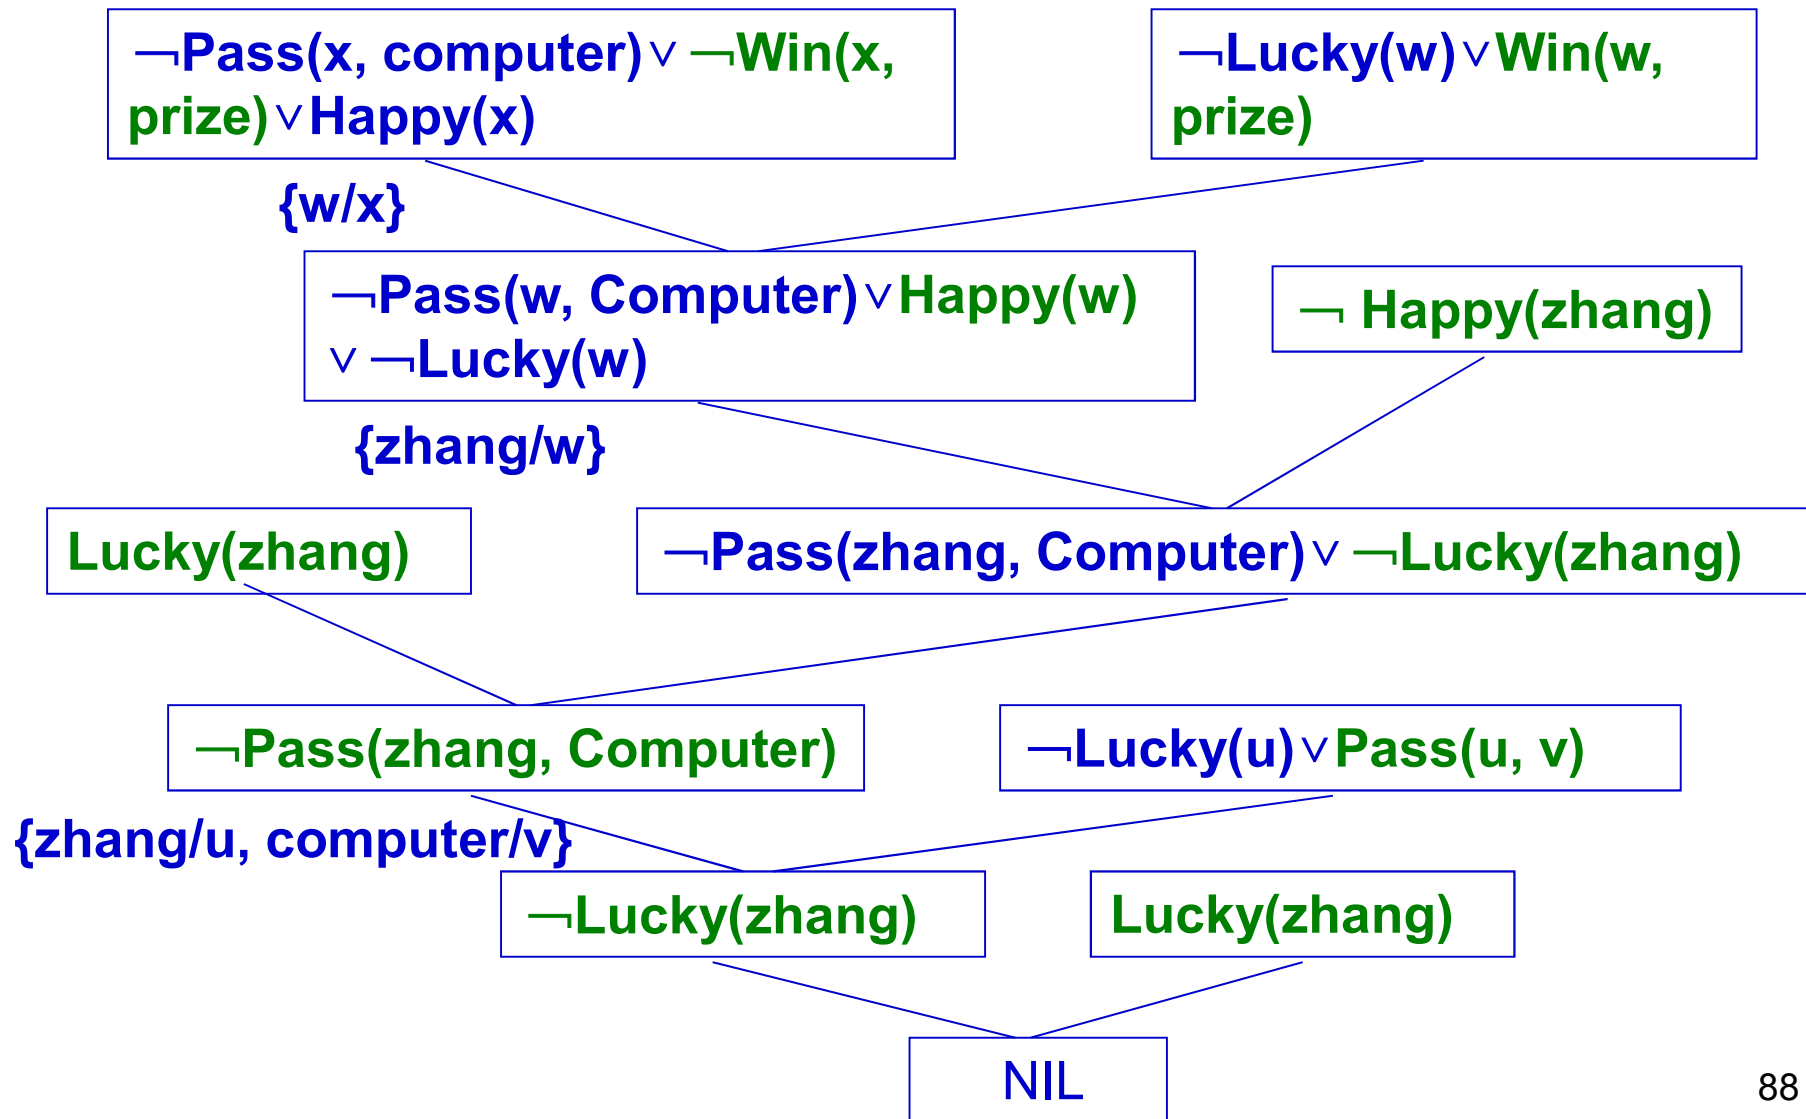 ¬Pass(x, computer)∨¬Win(x,
prize)∨Happy(x)
¬Lucky(w)∨Win(w,
prize)
{w/x}
¬Pass(w, Computer)∨Happy(w)
∨¬Lucky(w)
¬ Happy(zhang)
{zhang/w}
Lucky(zhang)
¬Pass(zhang, Computer)∨¬Lucky(zhang)
¬Pass(zhang, Computer)
¬Lucky(u)∨Pass(u, v)
{zhang/u, computer/v}
¬Lucky(zhang)
Lucky(zhang)
NIL
88